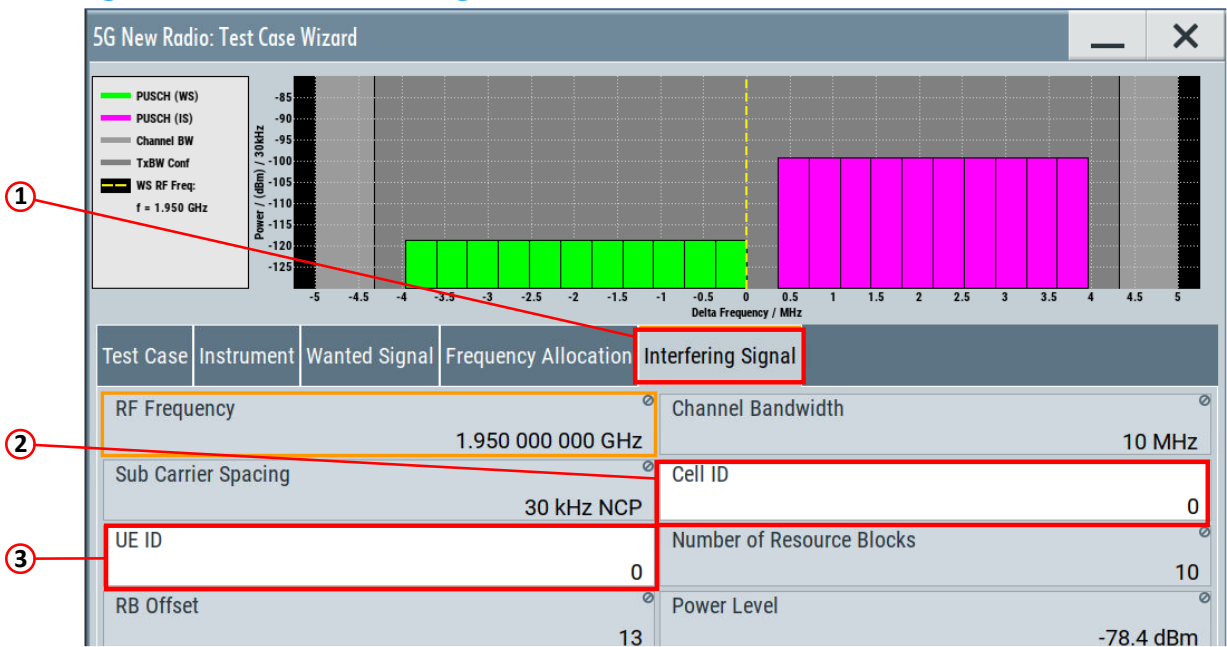 5G New Radio: Test Case Wizard
PUSCH (WS)
PUSCH (IS)
Channel BW
TxBW Conf
WS RF Freq:
f = 1.950 GHz
Power / (dBm) / 30kHz
-85
-90
-95
-100
-105
-110
-115
-120
-125
-5 -4.5 -4 -3.5 -3 -2.5 -2 -1.5 -1 -0.5 0 0.5 1 1.5 2 2.5 3 3.5 4 4.5 5
Delta Frequency / MHz
1
Test Case Instrument Wanted Signal Frequency Allocation Interfering Signal
RF Frequency
1.950 000 000 GHz
Channel Bandwidth
10 MHz
2
Sub Carrier Spacing
30 kHz NCP
Cell ID
0
3
UE ID
0
Number of Resource Blocks
10
RB Offset
13
Power Level
-78.4 dBm